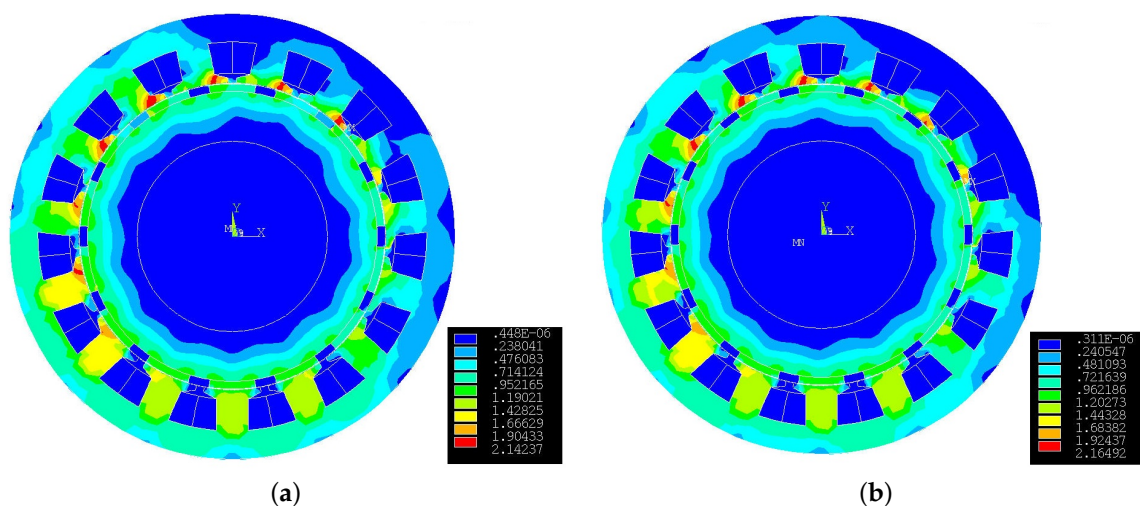 Y
X
.448E-06
.238041
.476083
.714124
.952165
1.19021
1.42825
1.66629
1.90433
2.14237
(a)
Y
X
MN
.311E-06
.240547
.481093
.721639
.962186
1.20273
1.44328
1.68382
1.92437
2.16492
(b)